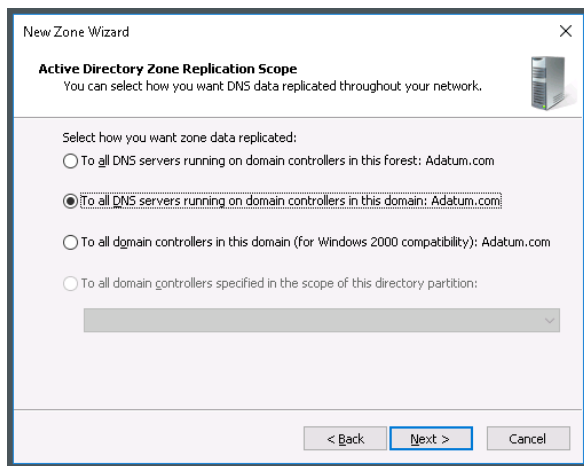 New Zone Wizard
Active Directory Zone Replication Scope
You can select how you want DNS data replicated throughout your network.
Select how you want zone data replicated:
To all DNS servers running on domain controllers in this forest: Adatum.com
To all DNS servers running on domain controllers in this domain: Adatum.com
To all domain controllers in this domain (for Windows 2000 compatibility): Adatum.com
To all domain controllers specified in the scope of this directory partition:
< Back
Next >
Cancel